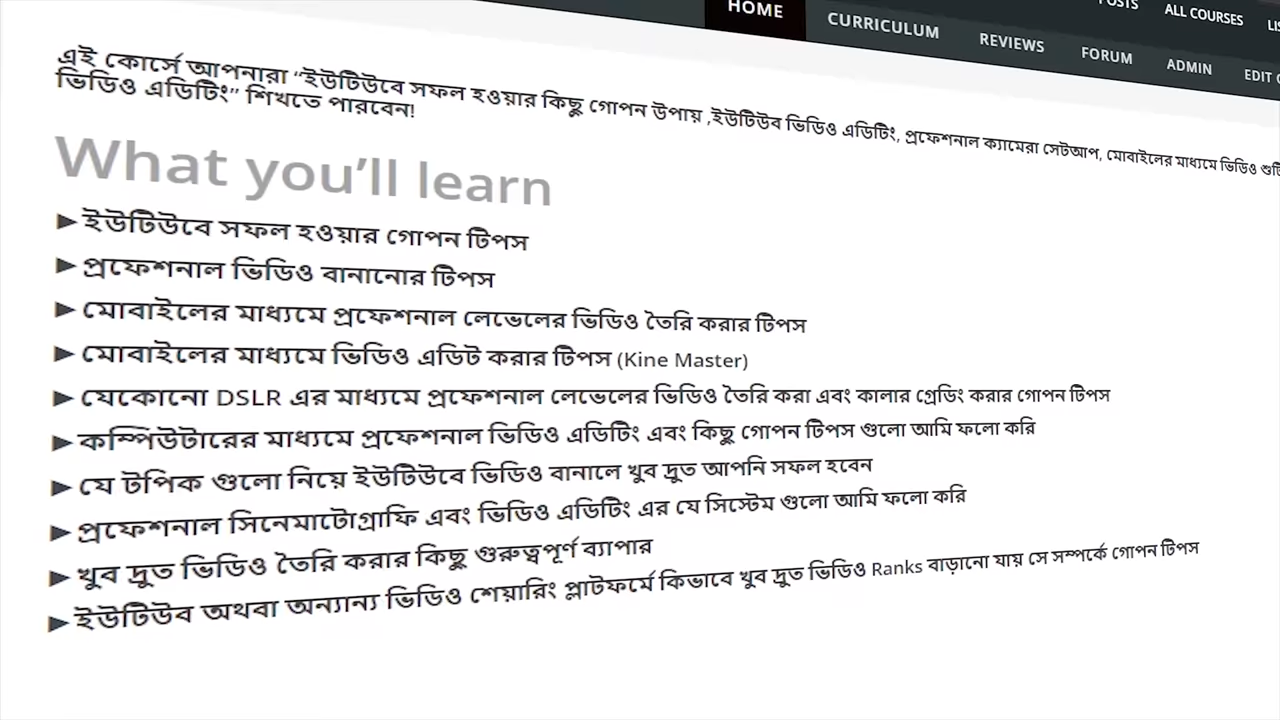 HOME
CURRICULUM
REVIEWS
FORUM
ADMIN
EDIT
POSTS
ALL COURSES
এই কোর্সে আপনারা “ইউটিউবে সফল হওয়ার কিছু গোপন উপায় ,ইউটিউব ভিডিও এডিটিং, প্রফেশনাল ক্যামেরা সেটআপ, মোবাইলের মাধ্যমে ভিডিও
ভিডিও এডিটিং” শিখতে পারবেন!
What you’ll learn
►ইউটিউবে সফল হওয়ার গোপন টিপস
►প্রফেশনাল ভিডিও বানানোর টিপস
►মোবাইলের মাধ্যমে প্রফেশনাল লেভেলের ভিডিও তৈরি করার টিপস
►মোবাইলের মাধ্যমে ভিডিও এডিট করার টিপস (Kine Master)
►যেকোনো DSLR এর মাধ্যমে প্রফেশনাল লেভেলের ভিডিও তৈরি করা এবং কালার গ্রেডিং করার গোপন টিপস
►কম্পিউটারের মাধ্যমে প্রফেশনাল ভিডিও এডিটিং এবং কিছু গোপন টিপস গুলো আমি ফলো করি
►যে টপিক গুলো নিয়ে ইউটিউবে ভিডিও বানালে খুব দ্রুত আপনি সফল হবেন
►প্রফেশনাল সিনেমাটোগ্রাফি এবং ভিডিও এডিটিং এর যে সিস্টেম গুলো আমি ফলো করি
►খুব দ্রুত ভিডিও তৈরি করার কিছু গুরুত্বপূর্ণ ব্যাপার
►ইউটিউব অথবা অন্যান্য ভিডিও শেয়ারিং প্লাটফর্মে কিভাবে খুব দ্রুত ভিডিও Ranks বাড়ানো যায় সে সম্পর্কে গোপন টিপস